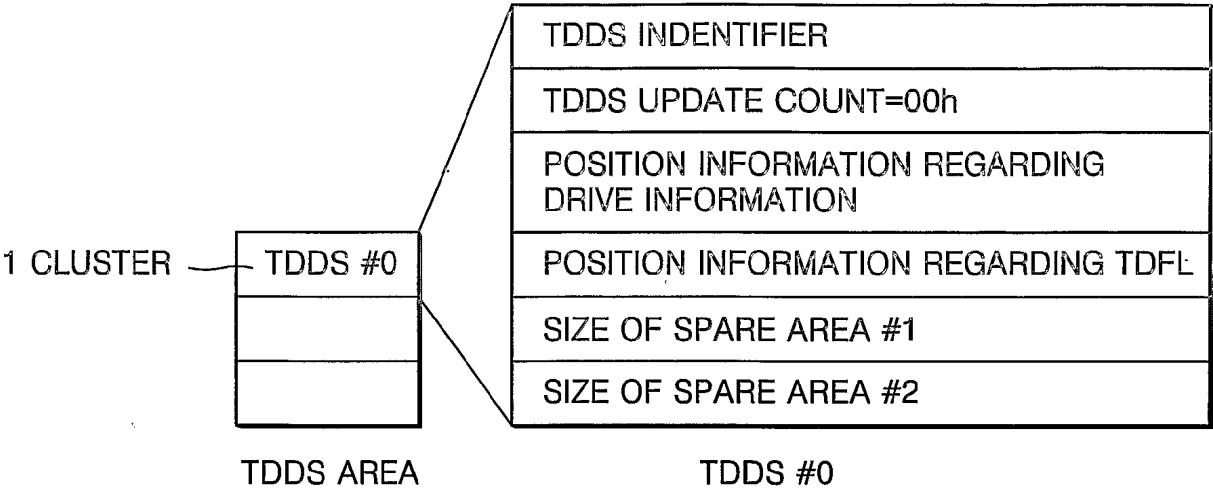 TDDS INDENTIFIER
TDDS UPDATE COUNT=00h
POSITION INFORMATION REGARDING
DRIVE INFORMATION
1 CLUSTER
TDDS #0
POSITION INFORMATION REGARDING TDFL
SIZE OF SPARE AREA #1
SIZE OF SPARE AREA #2
TDDS AREA
TDDS #0